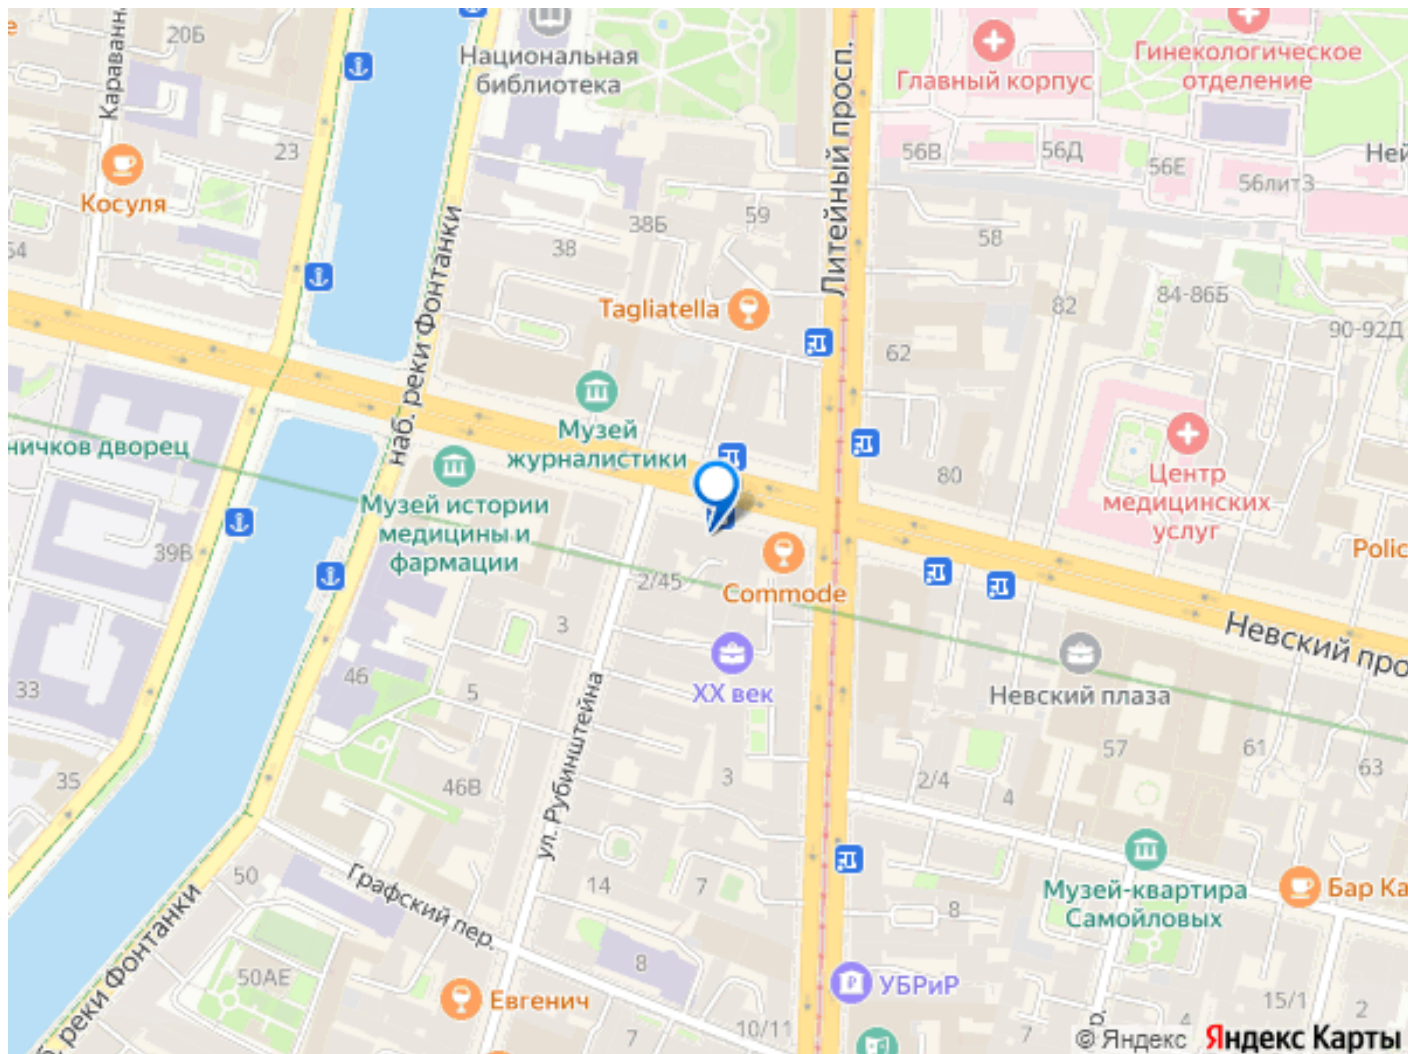 е
20Б
Караванн
Национальная
библиотека
Литейный просп.
Главный корпус
Гинекологическое
отделение
23
56В
56Д
56Е
56лит3
Ней
Косуля
наб. реки Фонтанки
38Б
59
38
58
54
Tagliatella
82
84-86Б
90-92Д
62
Музей
журналистики
ничков дворец
80
Центр
медицинских
услуг
Музей истории
медицины и
фармации
39В
Polic
2/45
Commode
3
Невский про
33
46
5
ХХ век
Невский плаза
ул. Рубинштейна
57
61
63
35
46В
3
2/4
4
50
Графский пер.
14
7
8
Музей-квартира
Самойловых
Бар Ка
б. реки Фонтанки
50АЕ
8
УБРиР
Евгенич
7
10/11
7
р.
4
15/1
2
© Яндекс Яндекс Карты